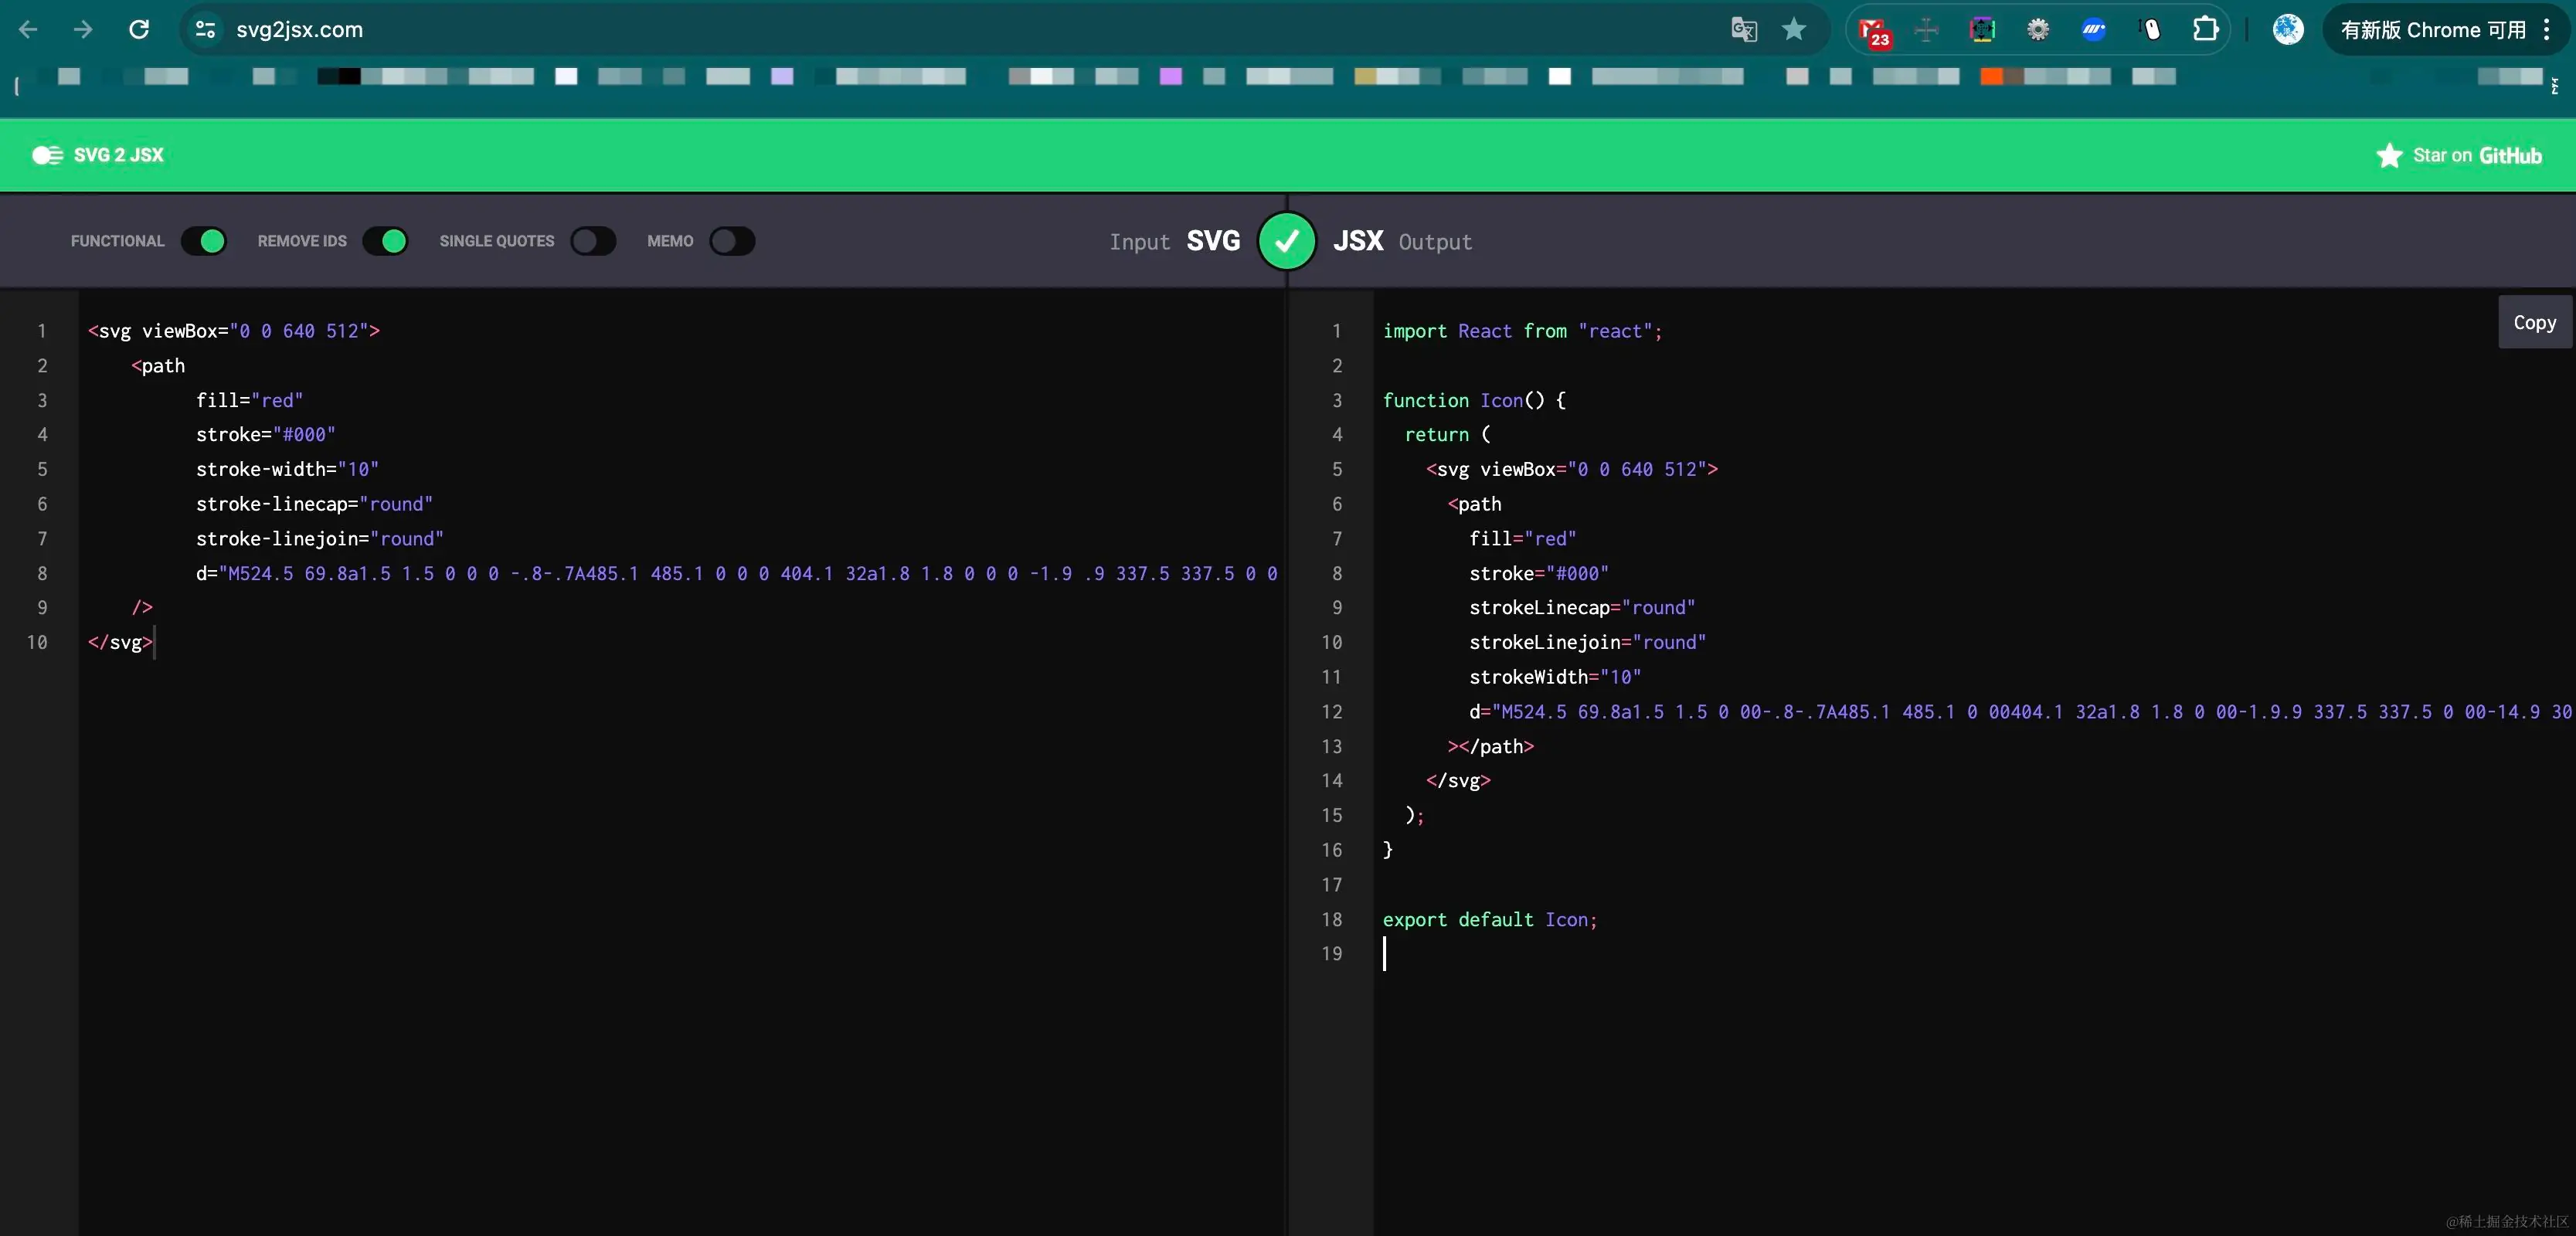 svg2jsx.com
23
有新版 Chrome 可用
SVG 2 JSX
Star on GitHub
FUNCTIONAL
REMOVE IDS
SINGLE QUOTES
MEMO
Input SVG
JSX Output
Copy
1 <svg viewBox="0 0 640 512">
2 <path
3 fill="red"
4 stroke="#000"
5 stroke-width="10"
6 stroke-linecap="round"
7 stroke-linejoin="round"
8 d="M524.5 69.8a1.5 1.5 0 0 0 -.8-.7A485.1 485.1 0 0 0 404.1 32a1.8 1.8 0 0 0 -1.9 .9 337.5 337.5 0 0
9 />
10 </svg>
1 import React from "react";
2
3 function Icon() {
4 return (
5 <svg viewBox="0 0 640 512">
6 <path
7 fill="red"
8 stroke="#000"
9 strokeLinecap="round"
10 strokeLinejoin="round"
11 strokeWidth="10"
12 d="M524.5 69.8a1.5 1.5 0 00-.8-.7A485.1 485.1 0 00404.1 32a1.8 1.8 0 00-1.9.9 337.5 337.5 0 00-14.9 30
13 ></path>
14 </svg>
15 );
16 }
17
18 export default Icon;
19
@稀土掘金技术社区